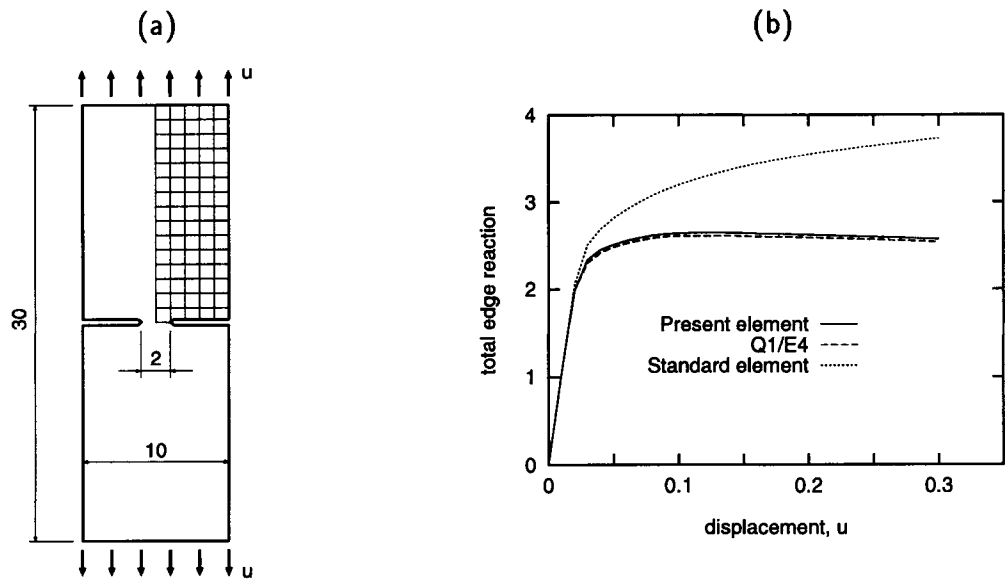 (a)
u
30
2
10
u
(b)
4
3
2
1
0
total edge reaction
Present element
Q1/E4
Standard element
0
0.1
0.2
0.3
displacement, u